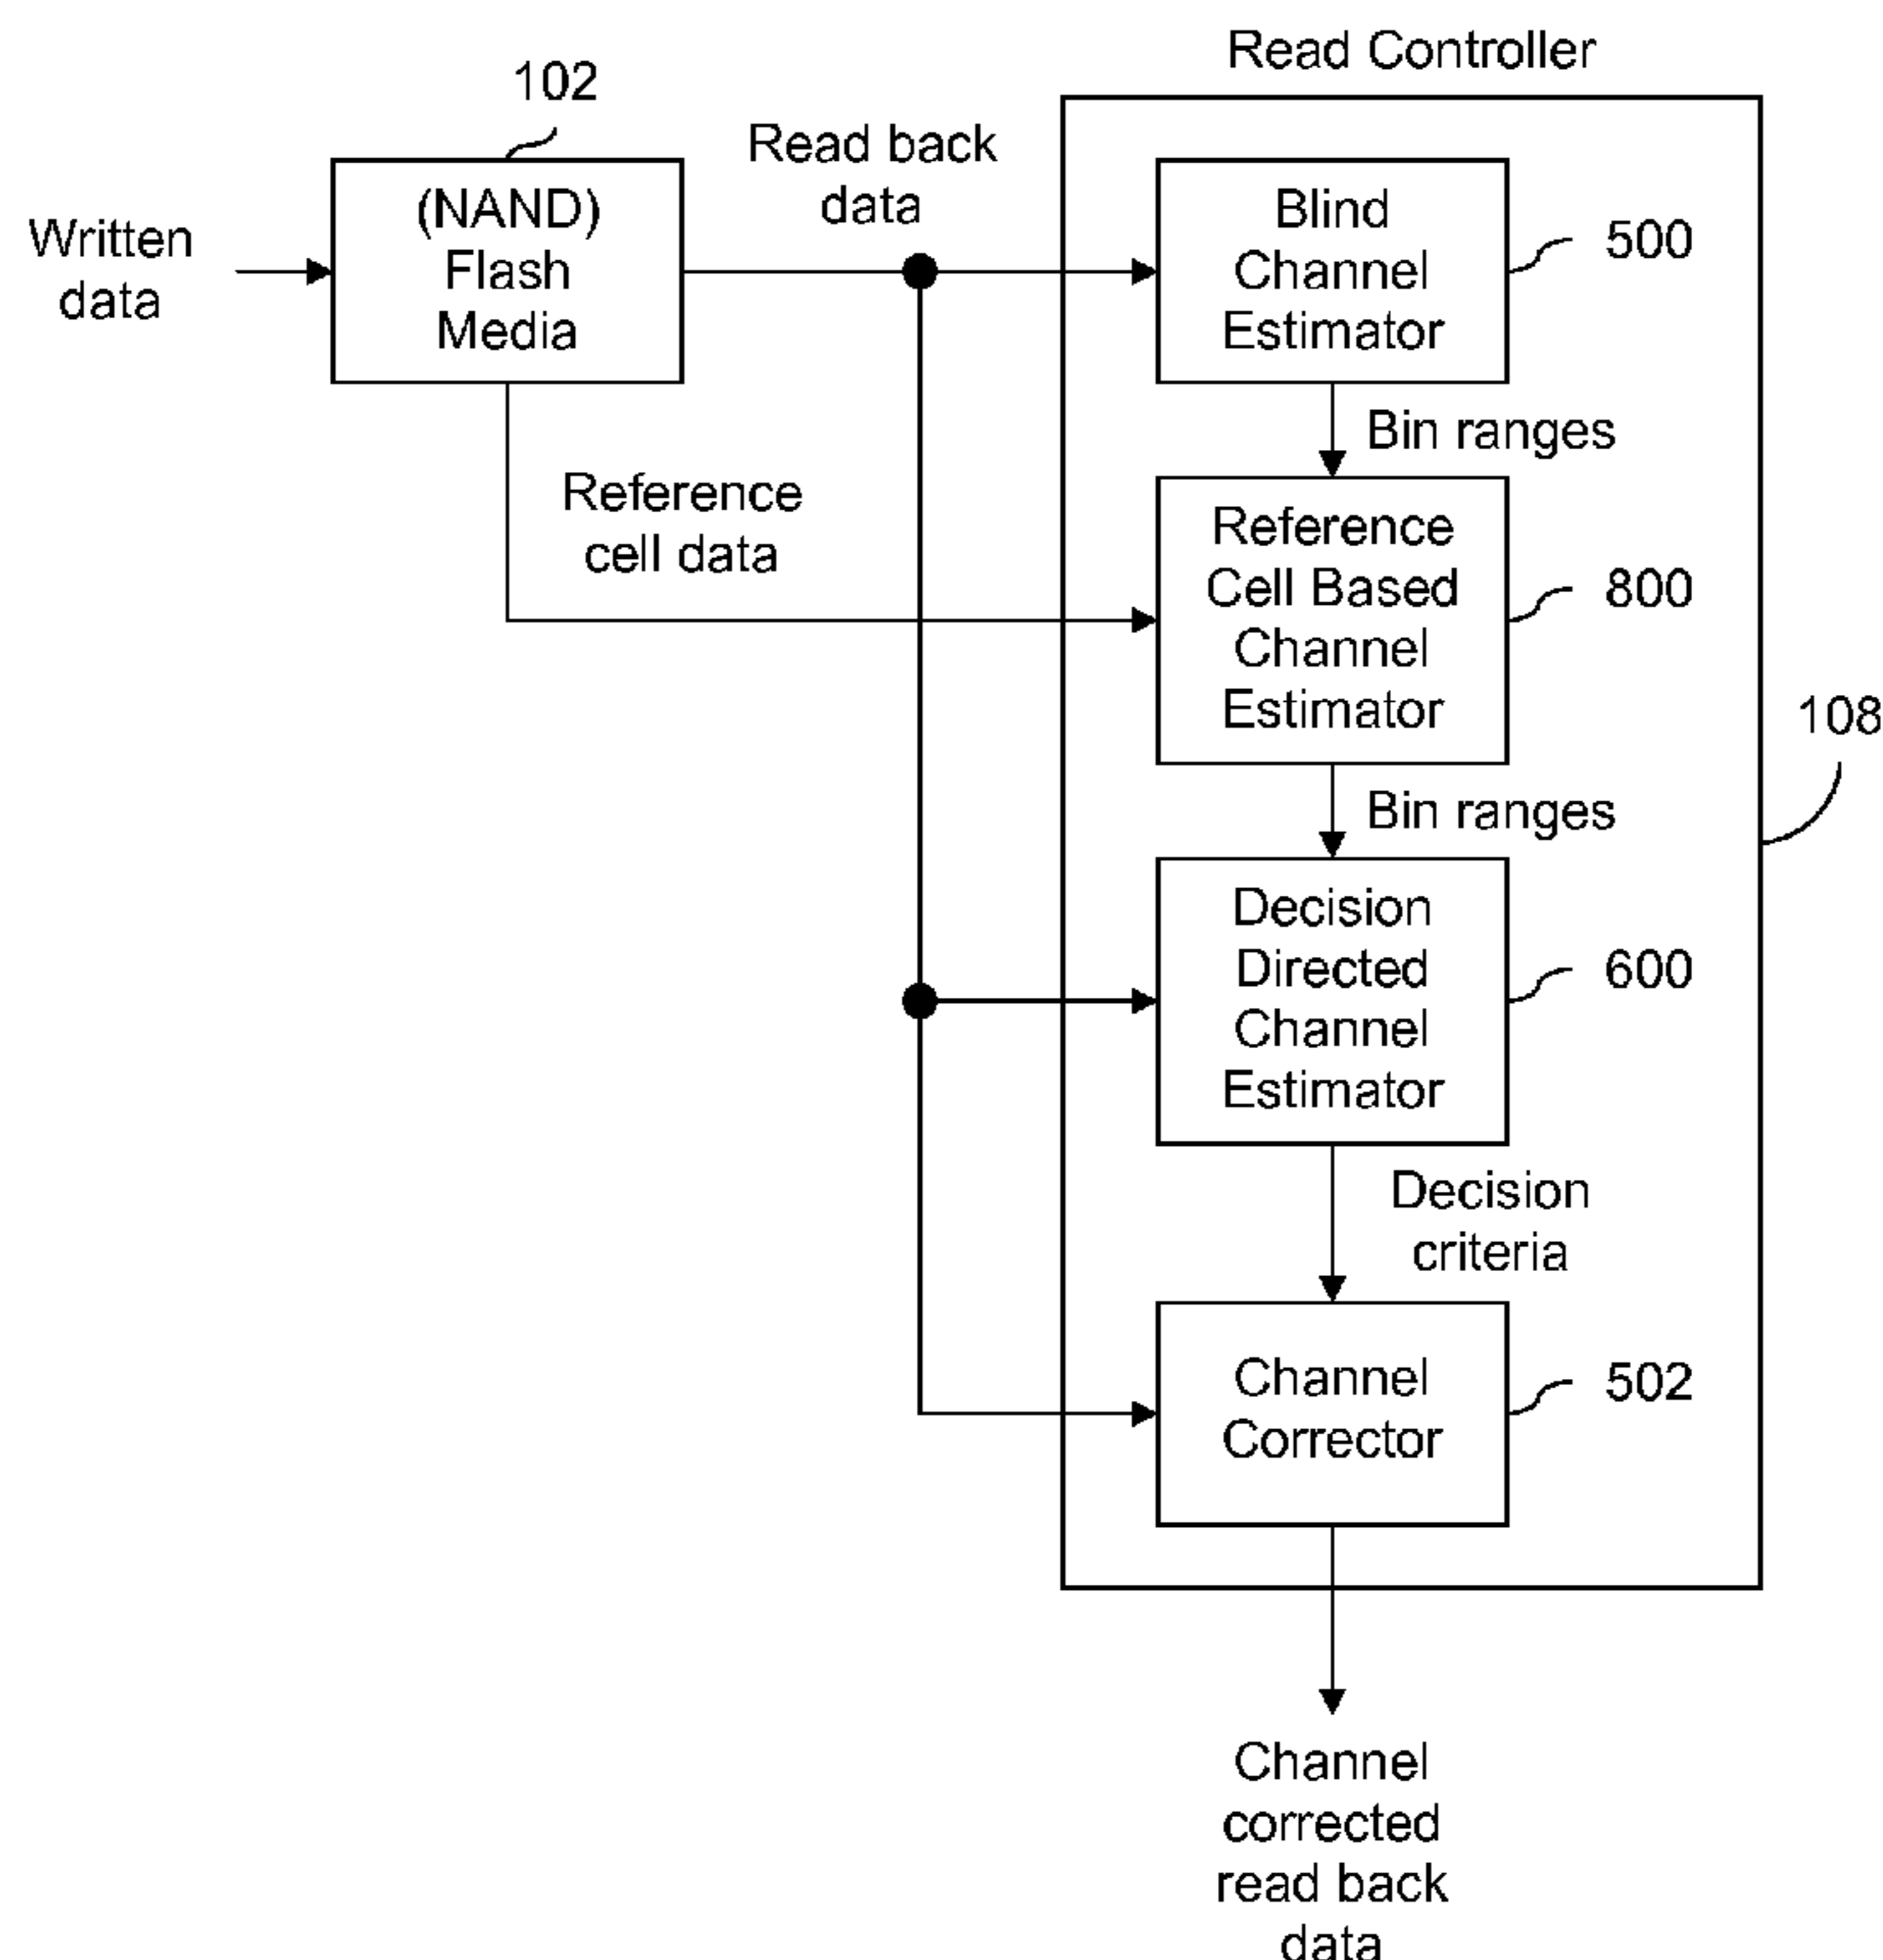 Read Controller
102
Read back
data
Written
data
(NAND)
Flash
Media
Blind
Channel
Estimator
500
Bin ranges
Reference
cell data
Reference
Cell Based
Channel
Estimator
800
108
Bin ranges
Decision
Directed
Channel
Estimator
600
Decision
criteria
Channel
Corrector
502
Channel
corrected
read back
data